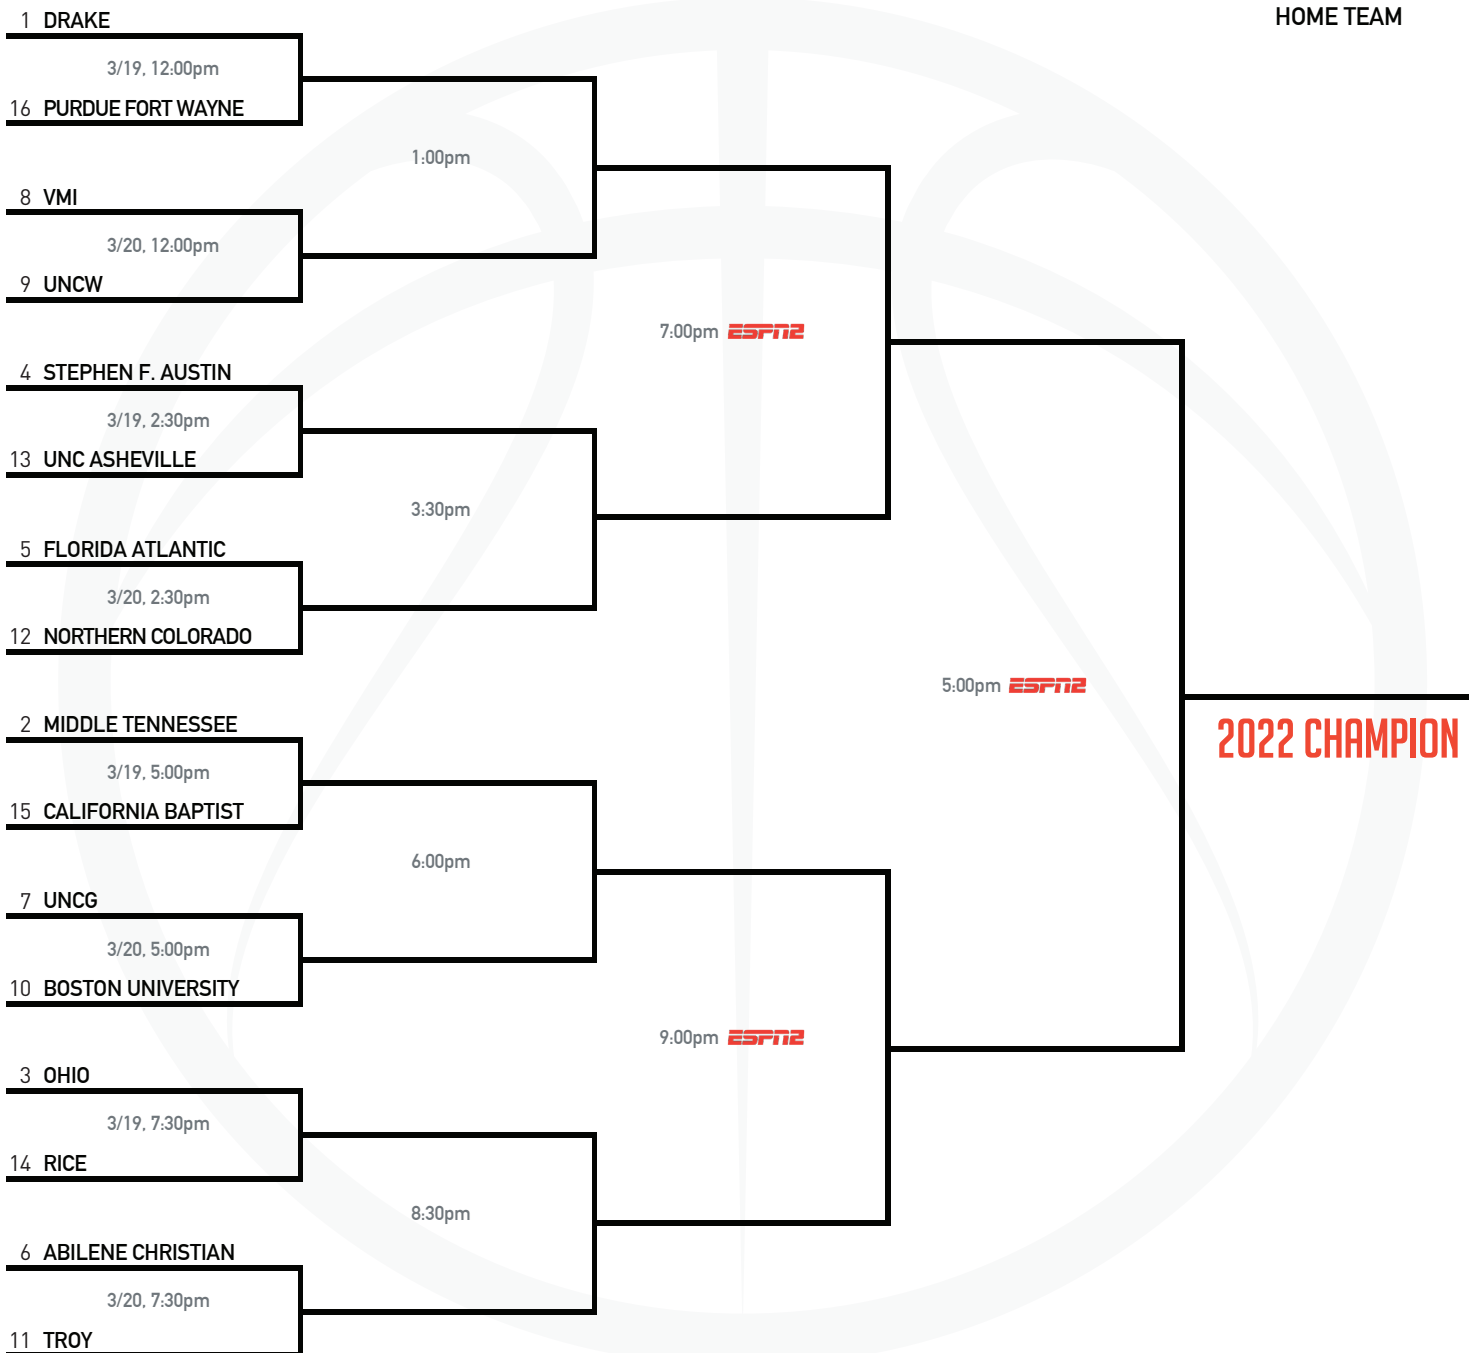 HOME TEAM
1 DRAKE
3/19, 12:00pm
16 PURDUE FORT WAYNE
1:00pm
8 VMI
3/20, 12:00pm
9 UNCW
7:00pm ESPN2
4 STEPHEN F. AUSTIN
3/19, 2:30pm
13 UNC ASHEVILLE
3:30pm
5 FLORIDA ATLANTIC
3/20, 2:30pm
12 NORTHERN COLORADO
5:00pm ESPN2
2022 CHAMPION
2 MIDDLE TENNESSEE
3/19, 5:00pm
15 CALIFORNIA BAPTIST
6:00pm
7 UNCG
3/20, 5:00pm
10 BOSTON UNIVERSITY
9:00pm ESPN2
3 OHIO
3/19, 7:30pm
14 RICE
8:30pm
6 ABILENE CHRISTIAN
3/20, 7:30pm
11 TROY